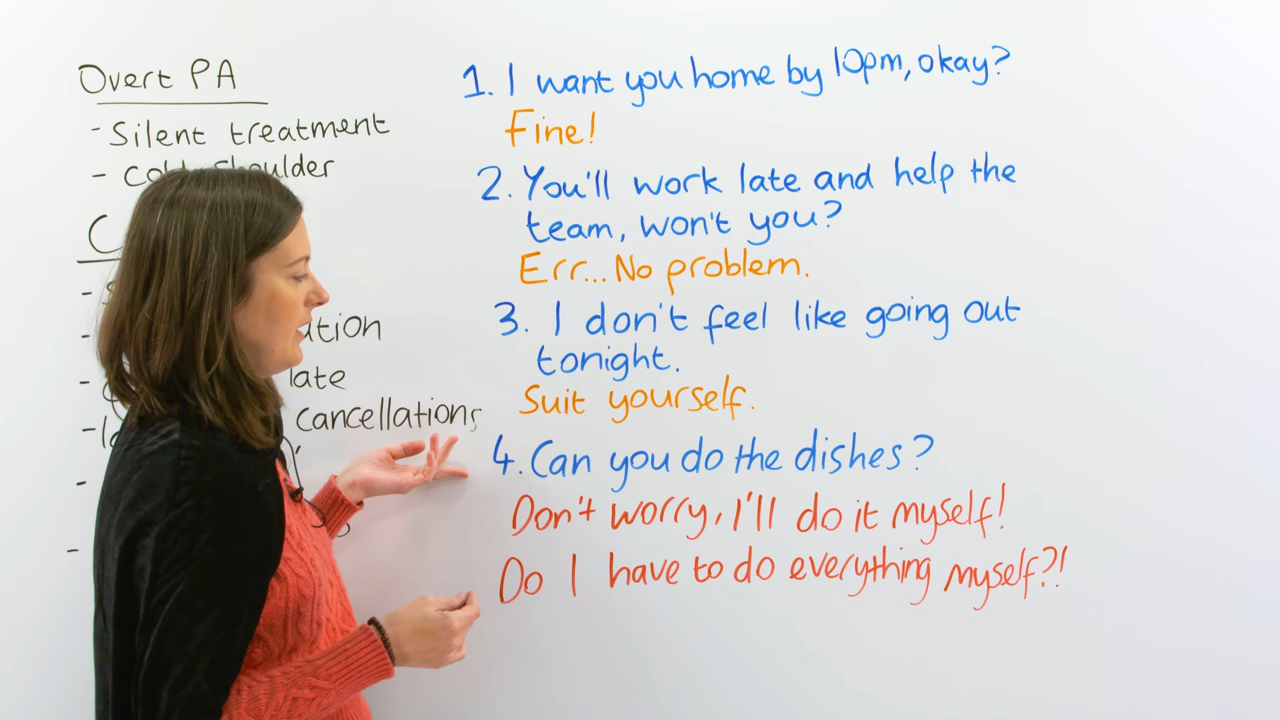 Overt PA
- Silent treatment
- Cold shoulder
late
cancellations
1. I want you home by 10pm, okay?
Fine!
2. You'll work late and help the
team, won't you?
Err... No problem.
3. I don't feel like going out
tonight.
Suit yourself.
4. Can you do the dishes?
Don't worry, I'll do it myself!
Do I have to do everything myself?!